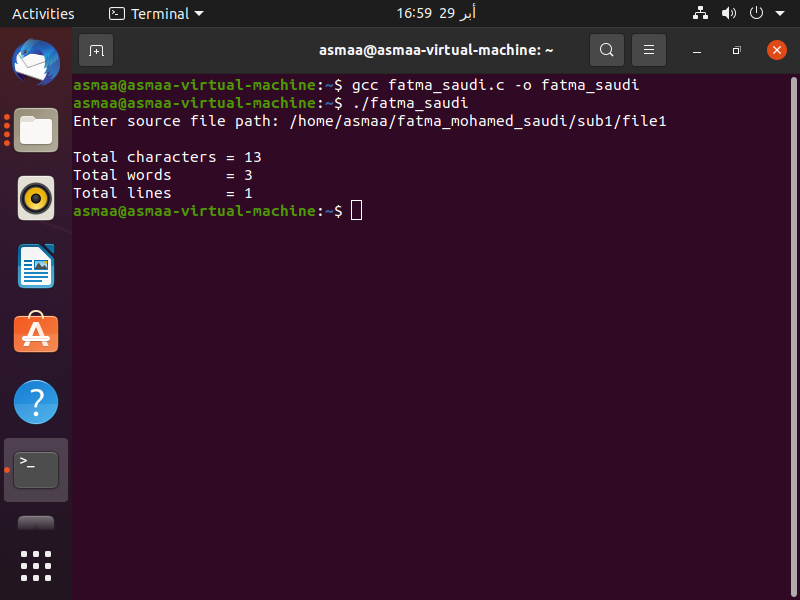 Activities
Terminal
16:59 29 أبر
asmaa@asmaa-virtual-machine: ~
asmaa@asmaa-virtual-machine:~$ gcc fatma_saudi.c -o fatma_saudi
asmaa@asmaa-virtual-machine:~$ ./fatma_saudi
Enter source file path: /home/asmaa/fatma_mohamed_saudi/sub1/file1
Total characters = 13
Total words      = 3
Total lines      = 1
asmaa@asmaa-virtual-machine:~$